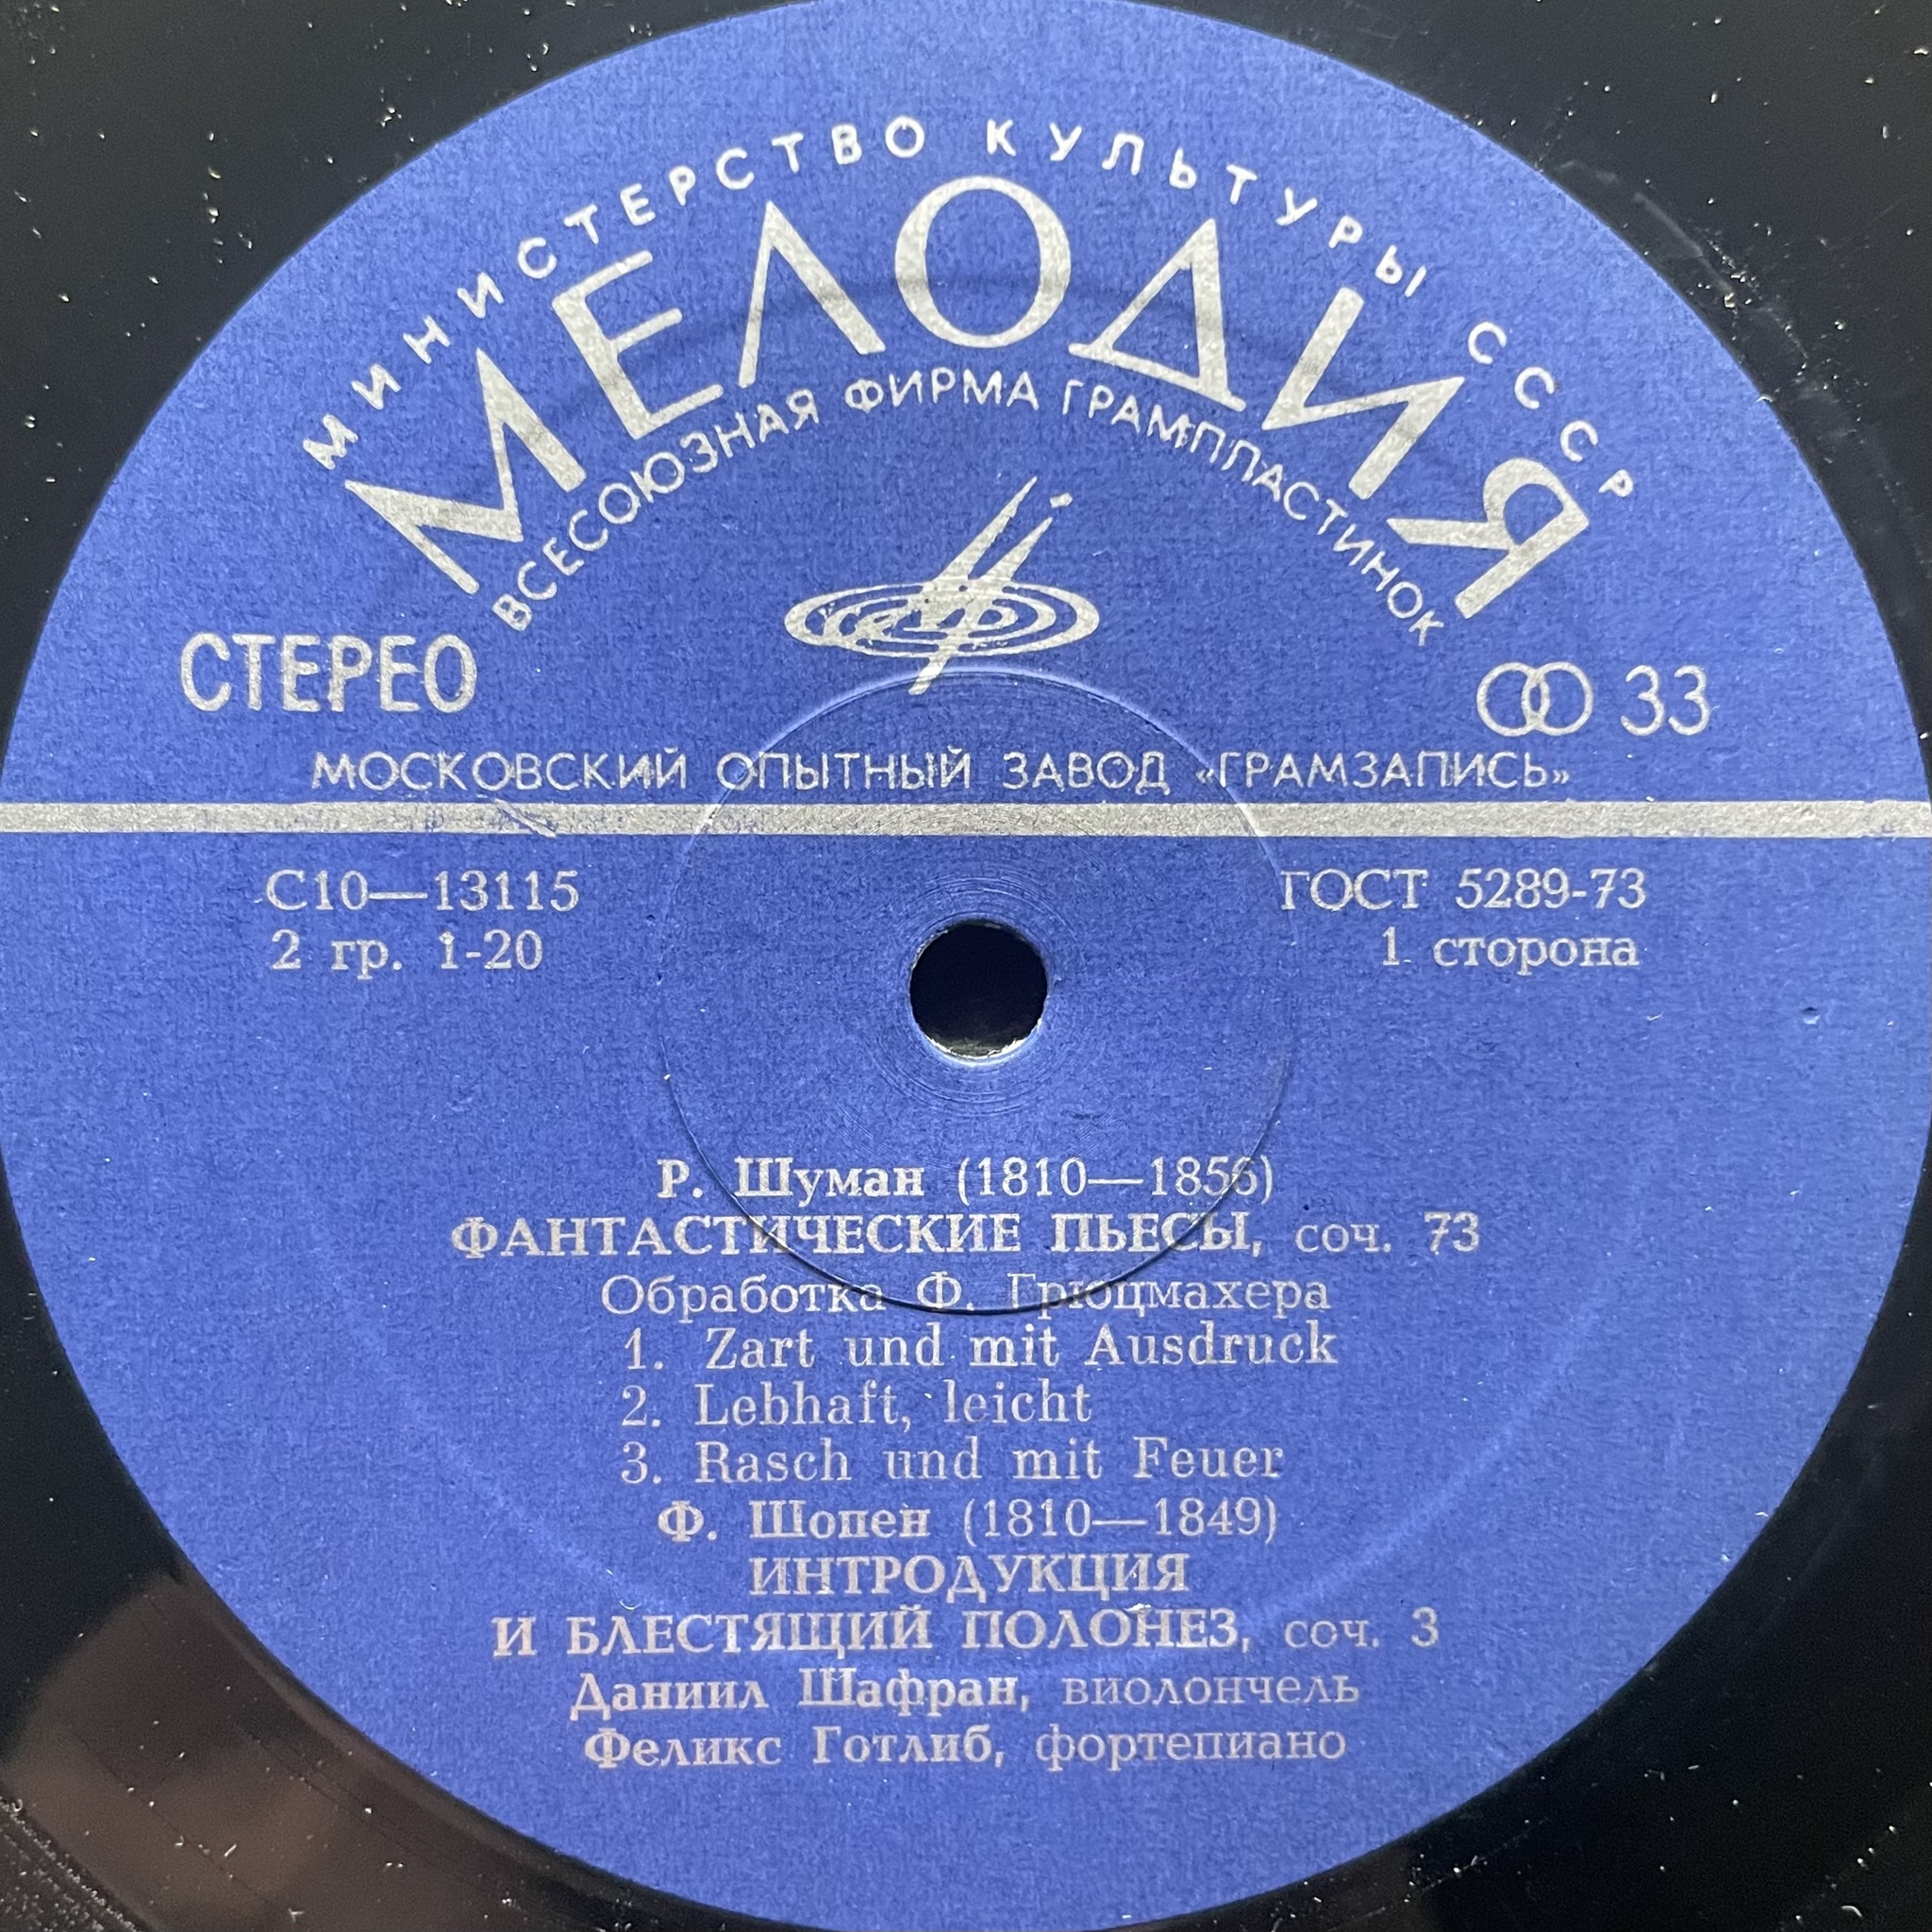 МИНИСТЕРСТВО КУЛЬТУРЫ СССР
МЕЛОДИЯ
ВСЕСОЮЗНАЯ ФИРМА ГРАМПЛАСТИНОК
СТЕРЕО
33
МОСКОВСКИЙ ОПЫТНЫЙ ЗАВОД «ГРАМЗАПИСЬ»
С10—13115 ГОСТ 5289-73
2 гр. 1-20 1 сторона
Р. Шуман (1810—1856)
ФАНТАСТИЧЕСКИЕ ПЬЕСЫ, соч. 73
Обработка Ф. Грюцмахера
1. Zart und mit Ausdruck
2. Lebhaft, leicht
3. Rasch und mit Feuer
Ф. Шопен (1810—1849)
ИНТРОДУКЦИЯ
И БЛЕСТЯЩИЙ ПОЛОНЕЗ, соч. 3
Даниил Шафран, виолончель
Феликс Готлиб, фортепиано